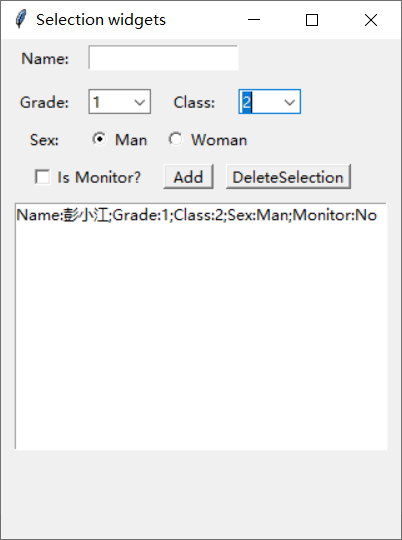 Selection widgets
Name:
Grade: 1 Class: 2
Sex: Man Woman
Is Monitor? Add DeleteSelection
Name:彭小江;Grade:1;Class:2;Sex:Man;Monitor:No